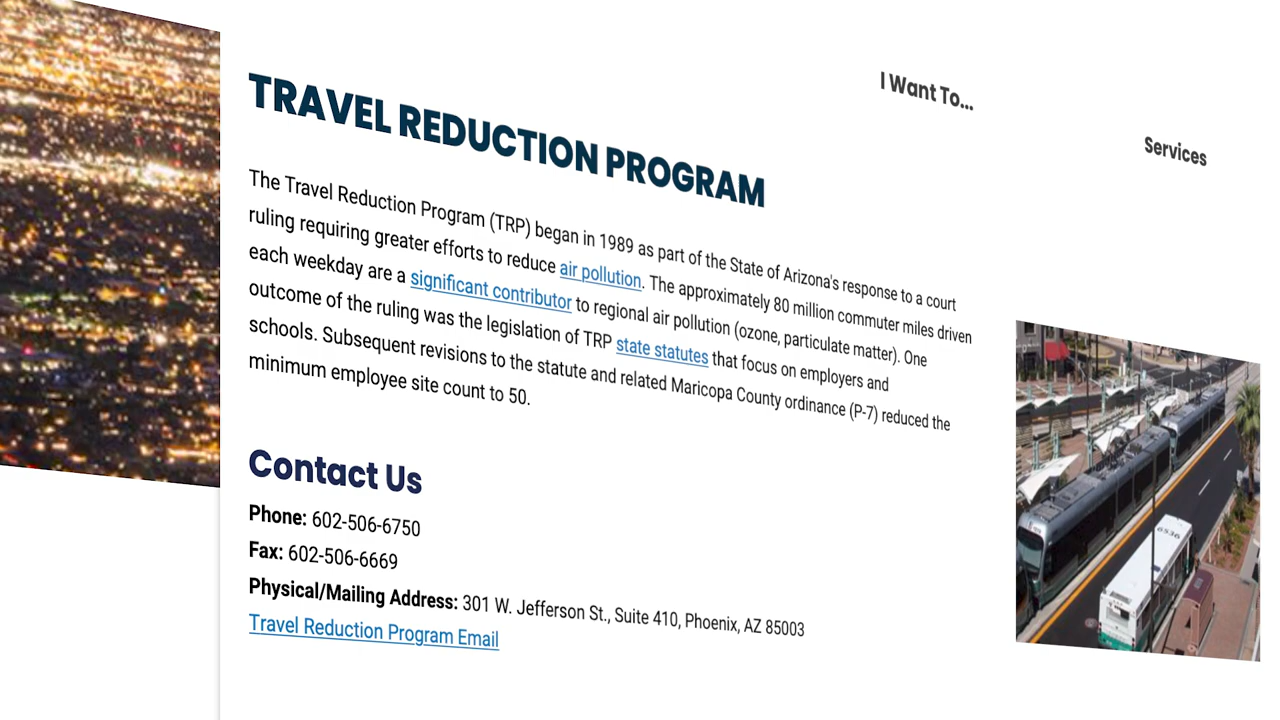 I Want To...
Services
TRAVEL REDUCTION PROGRAM
The Travel Reduction Program (TRP) began in 1989 as part of the State of Arizona's response to a court
ruling requiring greater efforts to reduce air pollution. The approximately 80 million commuter miles driven
each weekday are a significant contributor to regional air pollution (ozone, particulate matter). One
outcome of the ruling was the legislation of TRP state statutes that focus on employers and
schools. Subsequent revisions to the statute and related Maricopa County ordinance (P-7) reduced the
minimum employee site count to 50.
Contact Us
Phone: 602-506-6750
Fax: 602-506-6669
Physical/Mailing Address: 301 W. Jefferson St., Suite 410, Phoenix, AZ 85003
Travel Reduction Program Email
6536